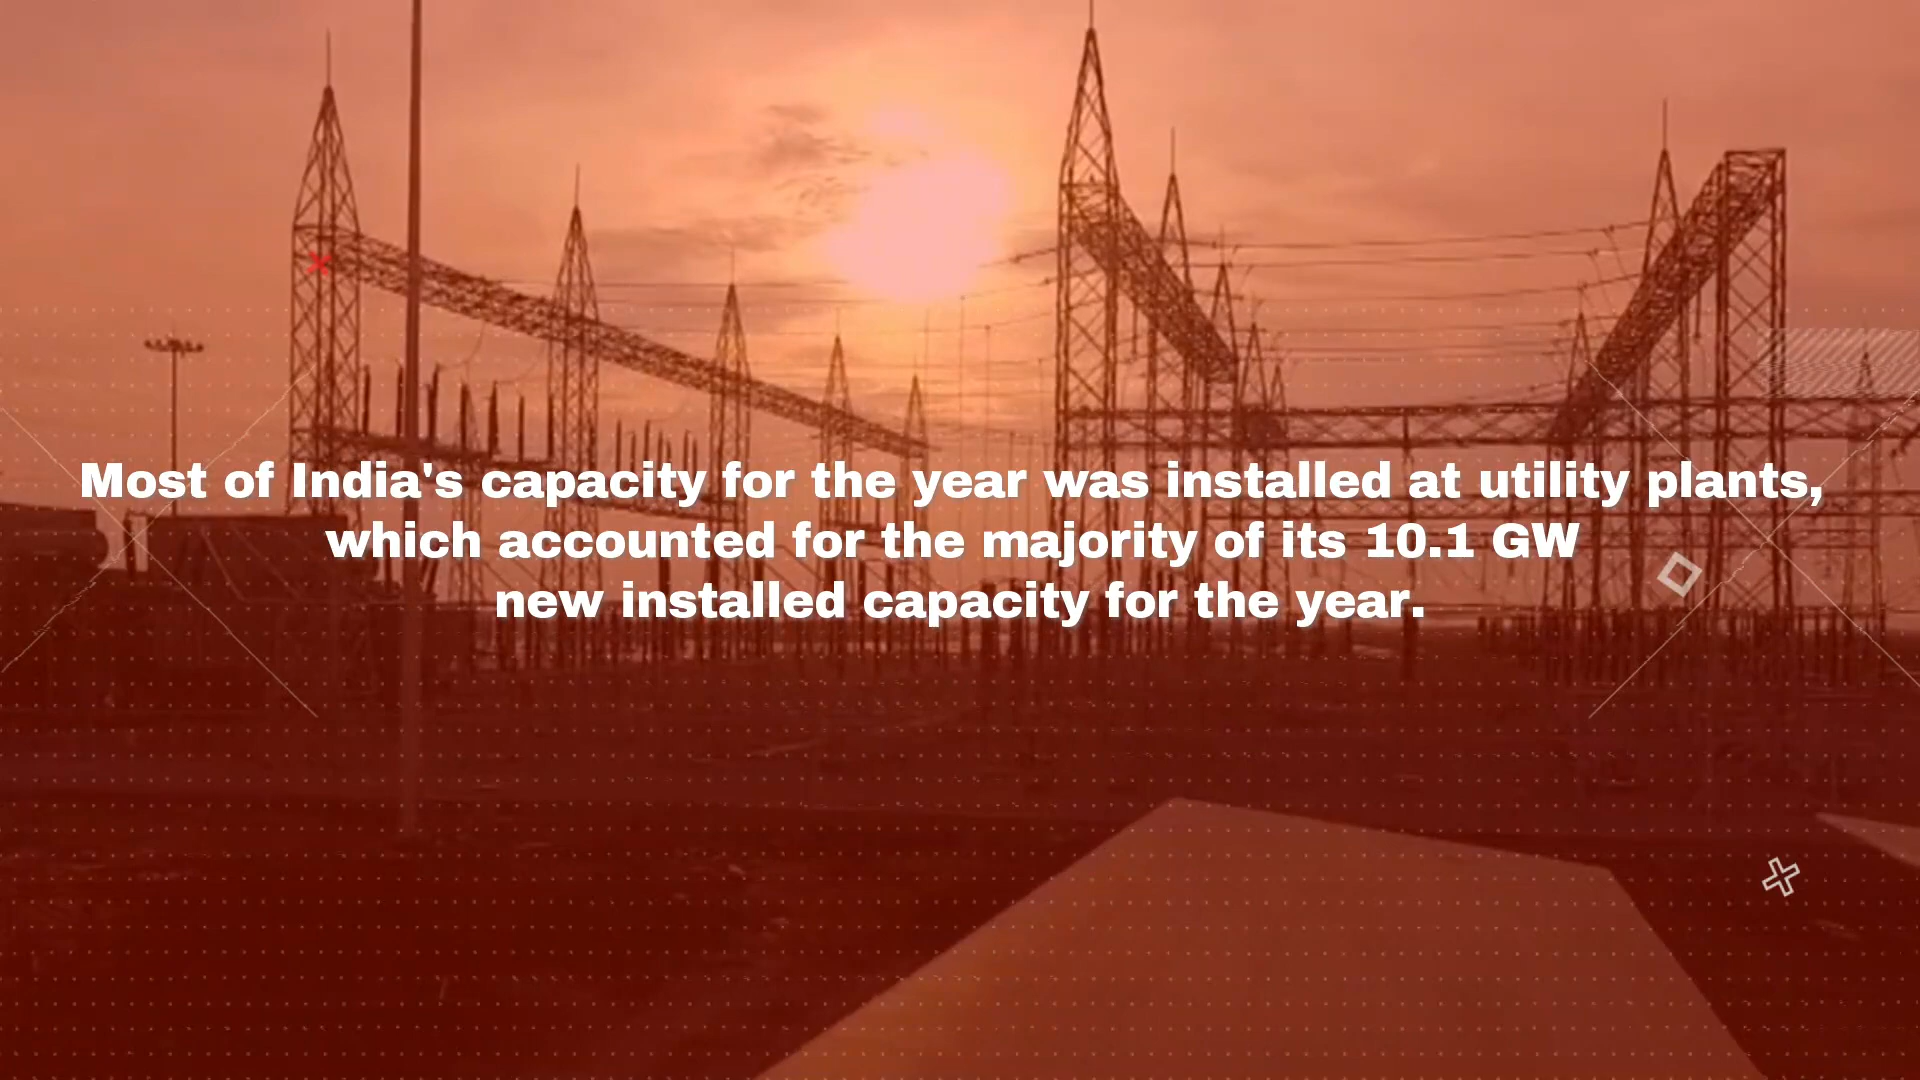 Most of India's capacity for the year was installed at utility plants,
which accounted for the majority of its 10.1 GW
new installed capacity for the year.